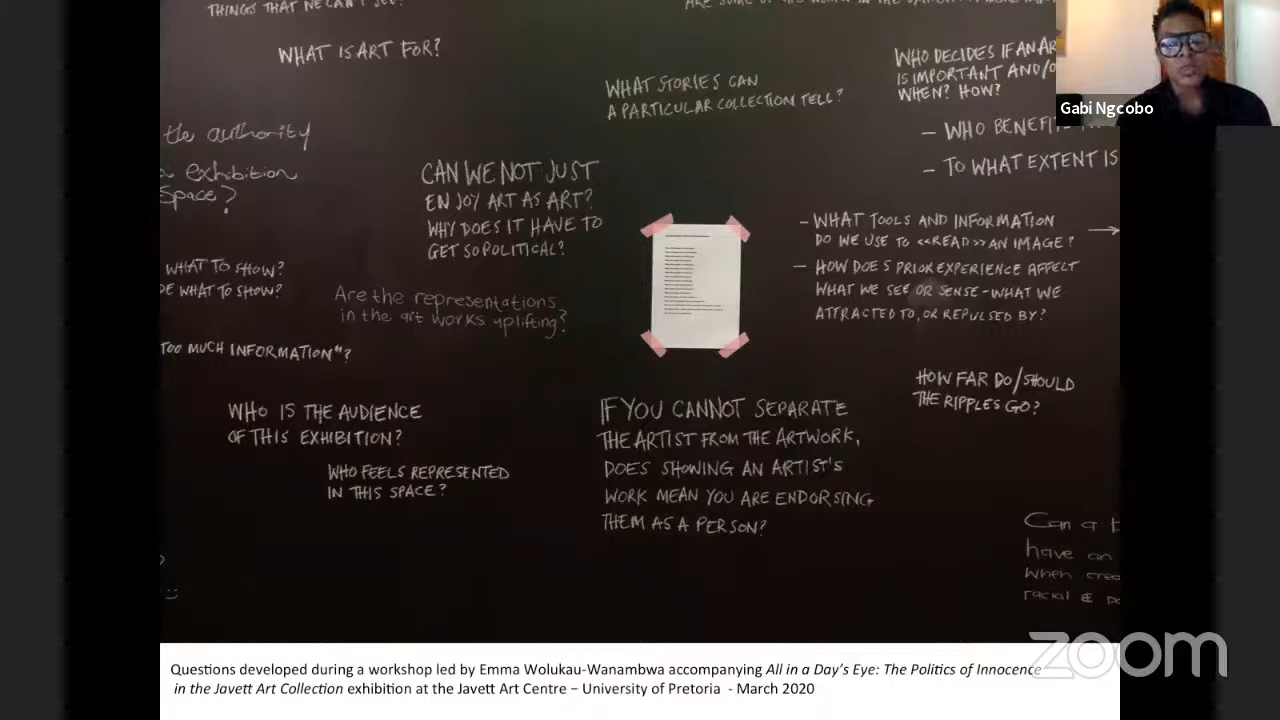 THINGS THAT WE CAN'T SEE?
WHAT IS ART FOR?
WHAT STORIES CAN
A PARTICULAR COLLECTION TELL?
WHO DECIDES IF AN AR
IS IMPORTANT AND/O
WHEN? HOW?
– WHO BENEFITS
– TO WHAT EXTENT IS
the authority
exhibition
space?
CAN WE NOT JUST
ENJOY ART AS ART?
WHY DOES IT HAVE TO
GET SO POLITICAL?
– WHAT TOOLS AND INFORMATION
DO WE USE TO <<READ>> AN IMAGE?
– HOW DOES PRIOR EXPERIENCE AFFECT
WHAT WE SEE OR SENSE – WHAT WE
ATTRACTED TO, OR REPULSED BY?
WHAT TO SHOW?
DE WHAT TO SHOW?
Are the representations
in the art works uplifting?
TOO MUCH INFORMATION"?
HOW FAR DO/SHOULD
THE RIPPLES GO?
WHO IS THE AUDIENCE
OF THIS EXHIBITION?
WHO FEELS REPRESENTED
IN THIS SPACE?
IF YOU CANNOT SEPARATE
THE ARTIST FROM THE ARTWORK,
DOES SHOWING AN ARTIST'S
WORK MEAN YOU ARE ENDORSING
THEM AS A PERSON?
Can a
have an
when crea
racial &
Gabi Ngcobo
zoom
Questions developed during a workshop led by Emma Wolukau-Wanambwa accompanying All in a Day's Eye: The Politics of Innocence
in the Javett Art Collection exhibition at the Javett Art Centre – University of Pretoria - March 2020